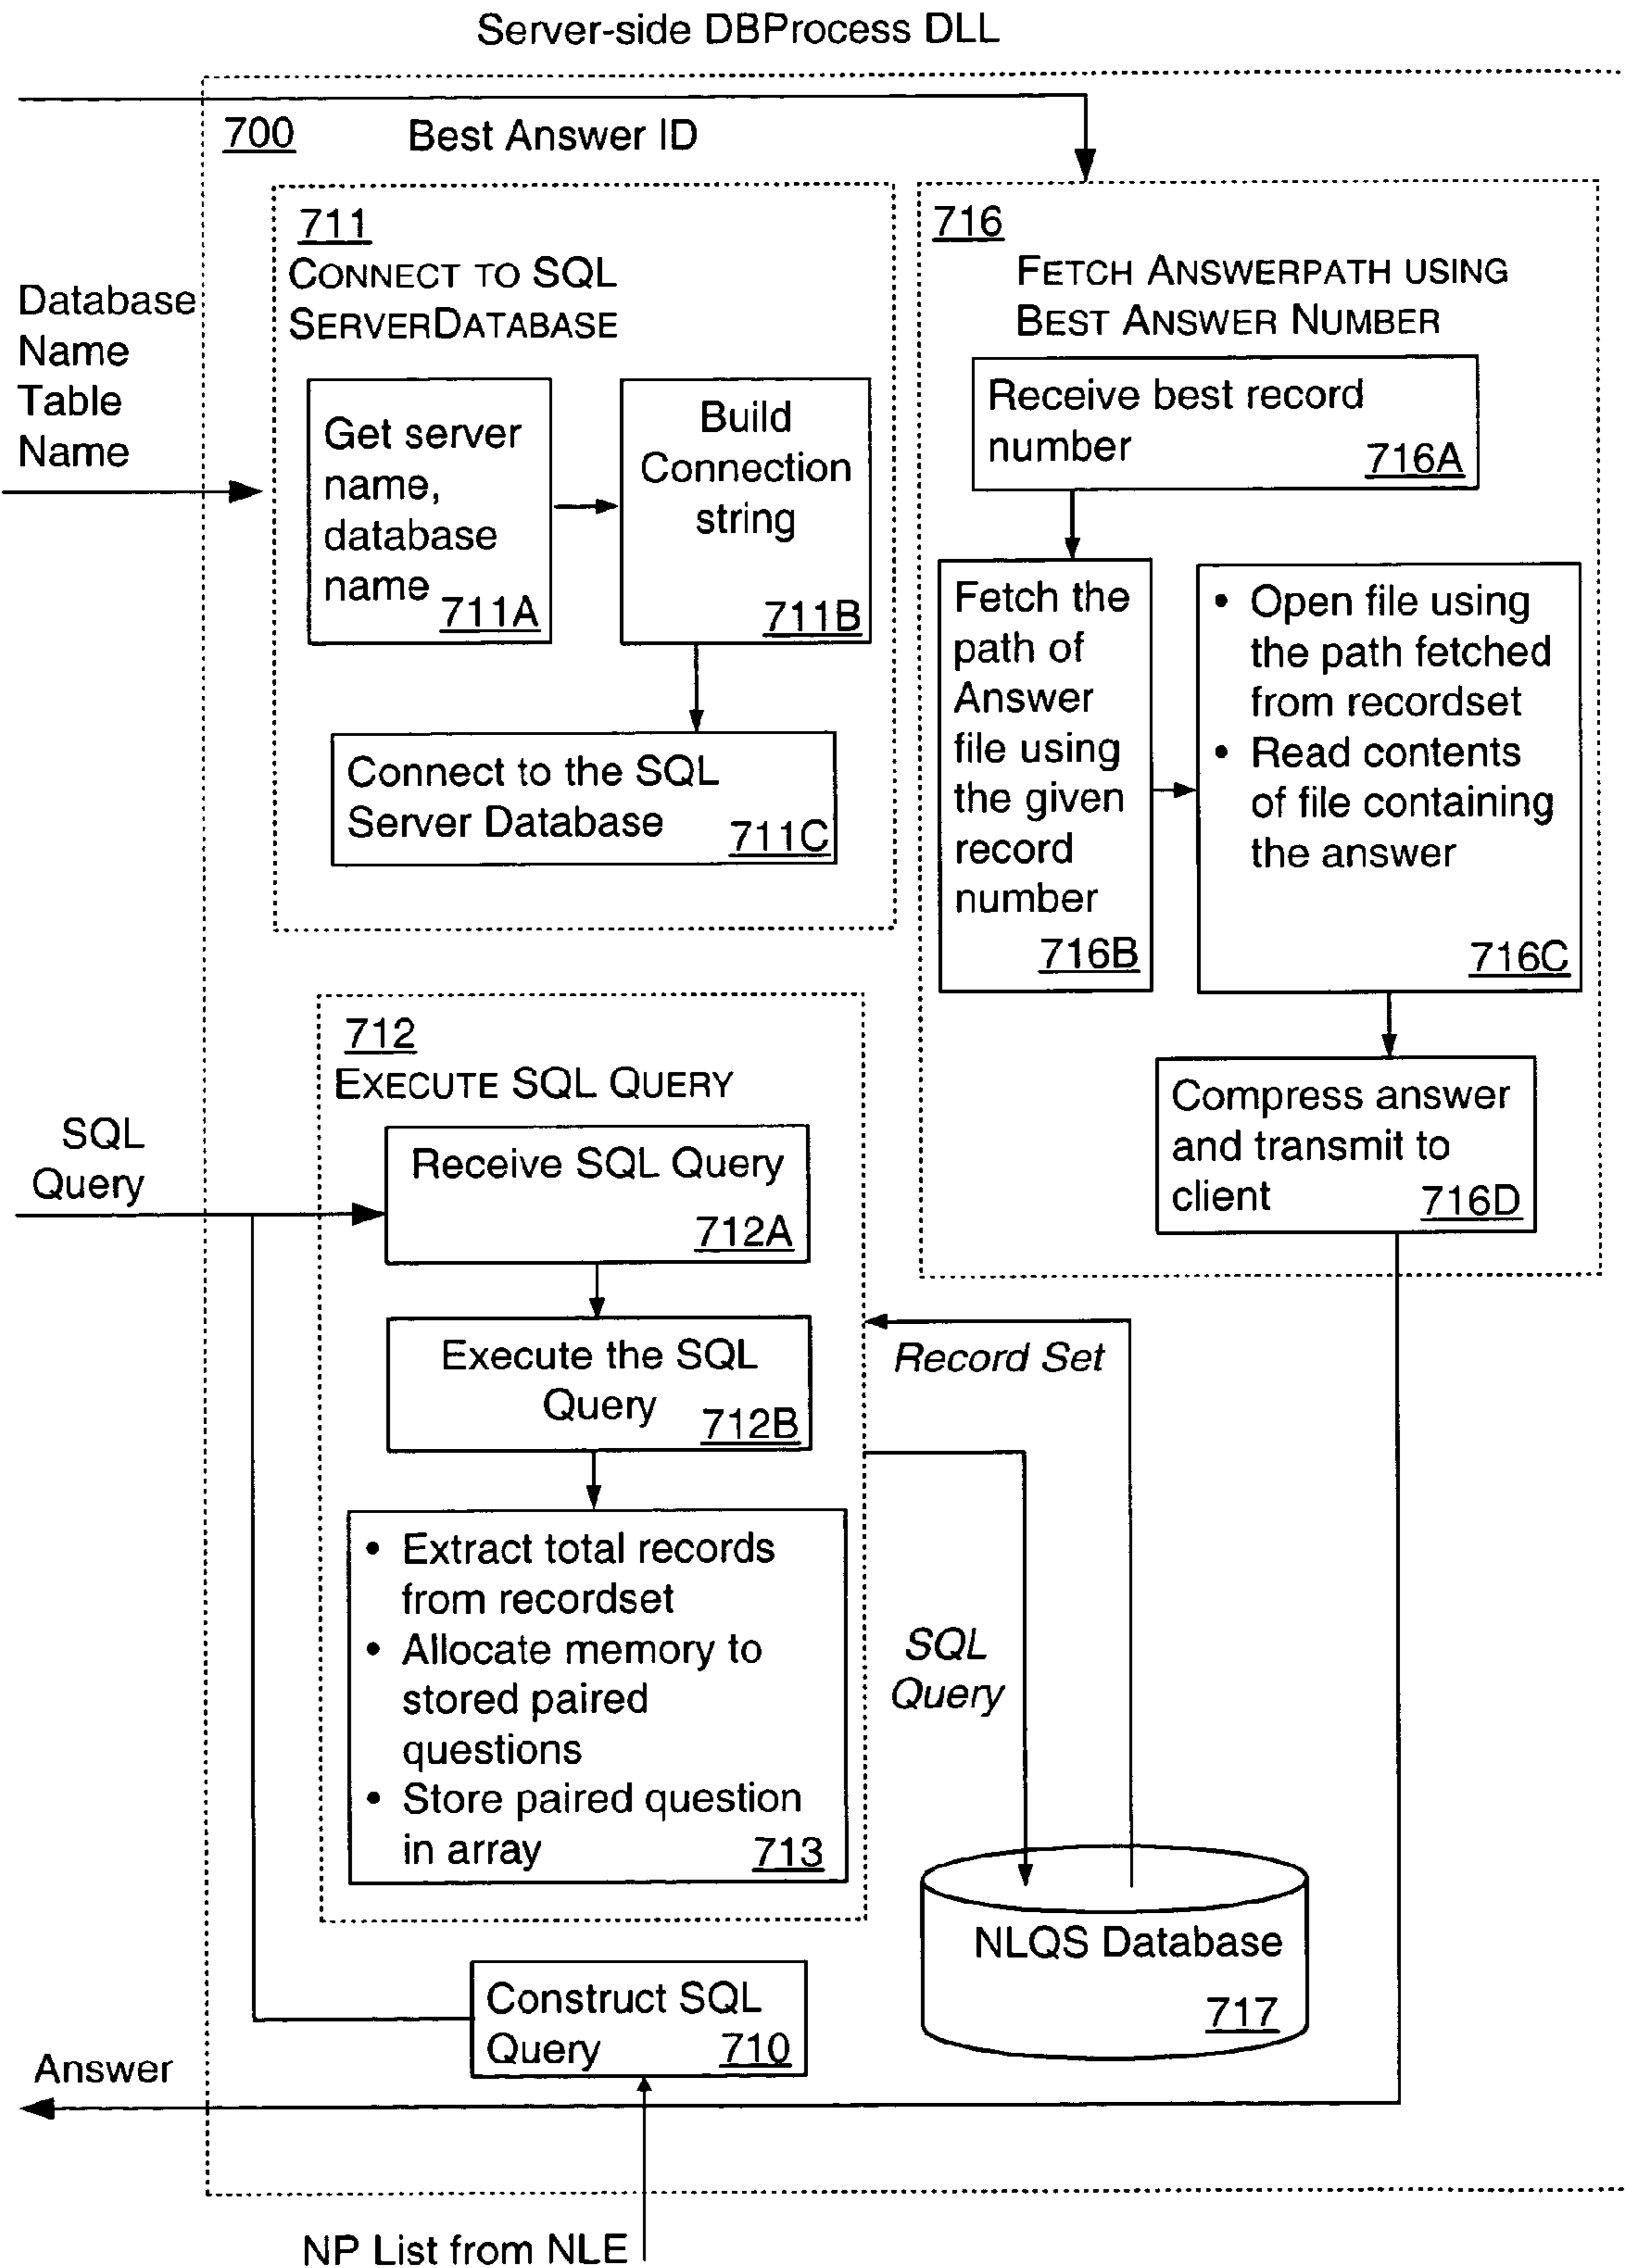 Server-side DBProcess DLL
700
Best Answer ID
Database
Name
Table
Name
711
CONNECT TO SQL
SERVERDATABASE
Get server
name,
database
name
711A
Build
Connection
string
711B
Connect to the SQL
Server Database
711C
716
FETCH ANSWERPATH USING
BEST ANSWER NUMBER
Receive best record
number
716A
Fetch the
path of
Answer
file using
the given
record
number
716B
• Open file using
the path fetched
from recordset
• Read contents
of file containing
the answer
716C
Compress answer
and transmit to
client
716D
SQL
Query
712
EXECUTE SQL QUERY
Receive SQL Query
712A
Execute the SQL
Query
712B
• Extract total records
from recordset
• Allocate memory to
stored paired
questions
• Store paired question
in array
713
Record Set
SQL
Query
NLQS Database
717
Construct SQL
Query
710
Answer
NP List from NLE